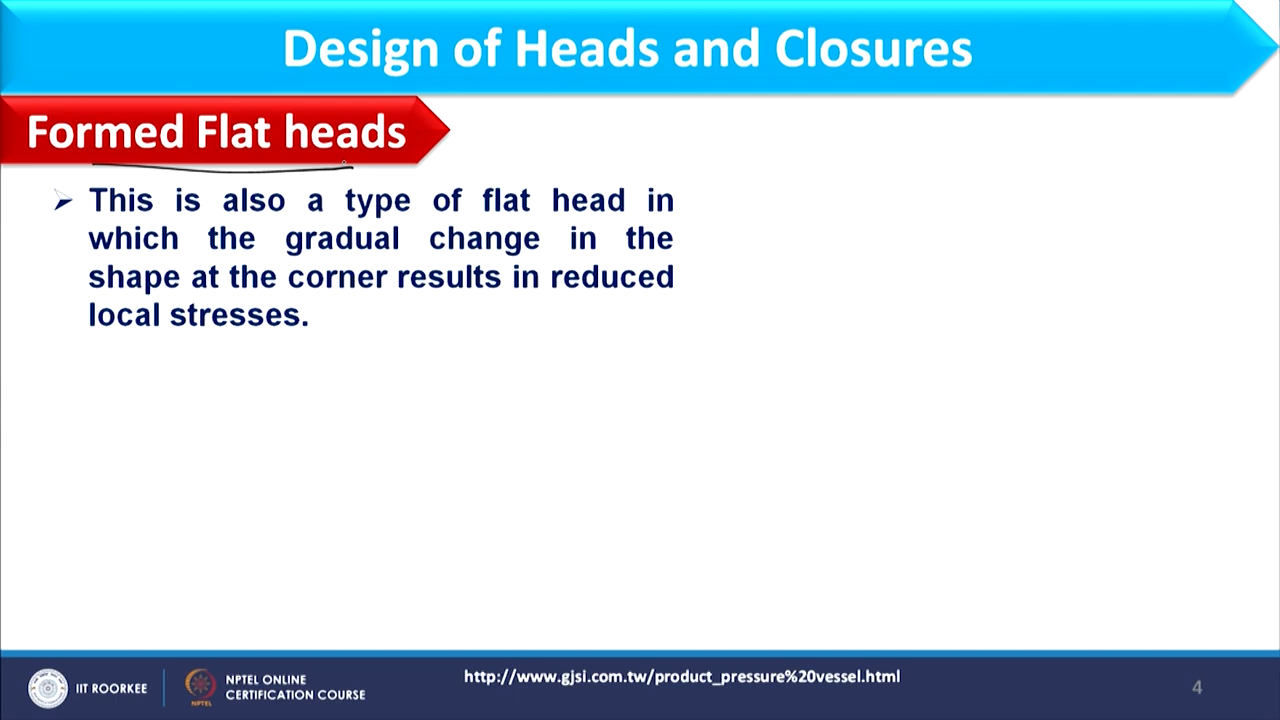 Design of Heads and Closures
Formed Flat heads
This is also a type of flat head in
which the gradual change in the
shape at the corner results in reduced
local stresses.
IIT ROORKEE
NPTEL
NPTEL ONLINE
CERTIFICATION COURSE
http://www.gjsi.com.tw/product_pressure%20vessel.html
4